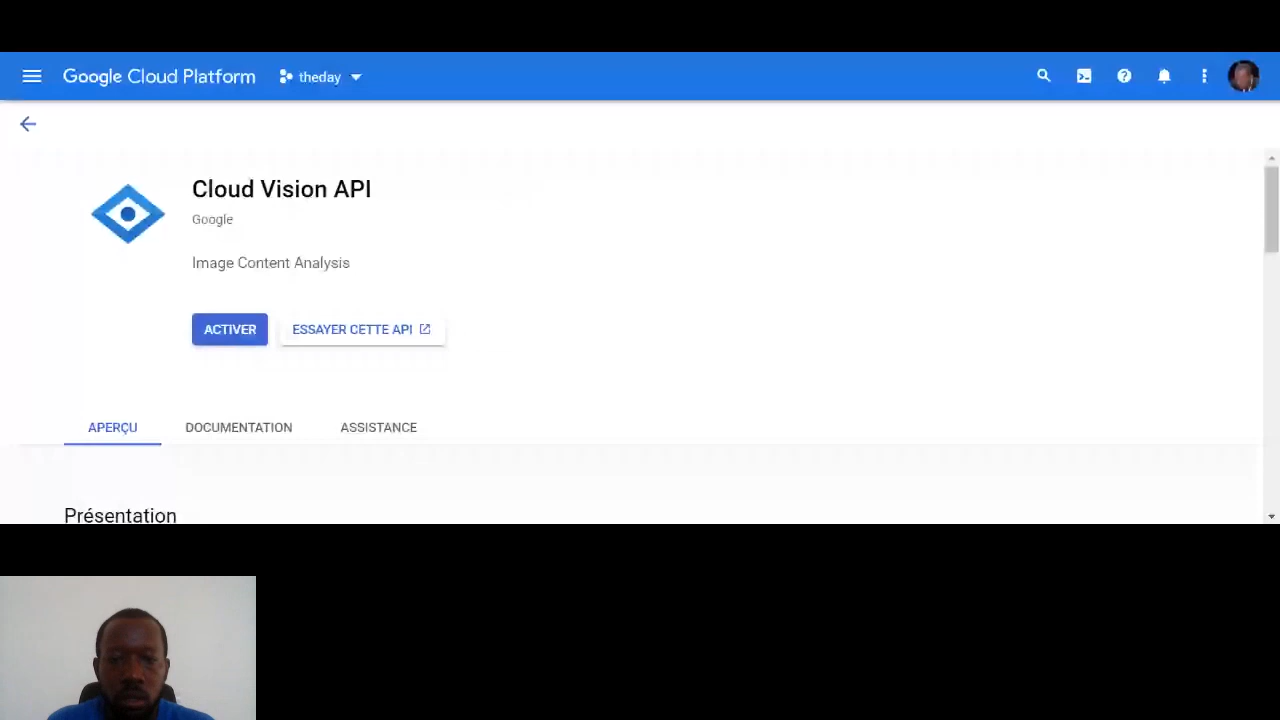 Google Cloud Platform theday
Cloud Vision API
Google
Image Content Analysis
ACTIVER ESSAYER CETTE API
APERÇU DOCUMENTATION ASSISTANCE
Présentation